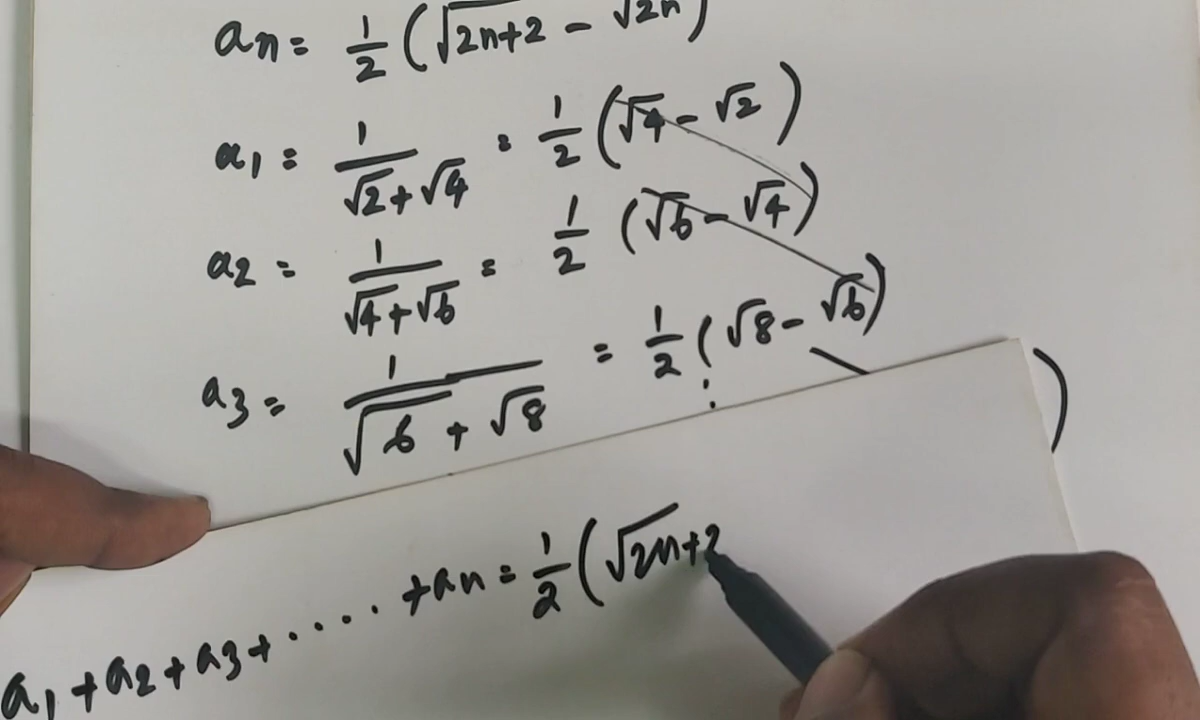 an = 1/2 (√2n+2 - √2n)
a1 = 1/√2+√4 = 1/2 (√4 - √2)
a2 = 1/√4+√6 = 1/2 (√6 - √4)
a3 = 1/√6+√8 = 1/2 (√8 - √6)
⋮
a1 + a2 + a3 + ..... + an = 1/2 (√2n+2